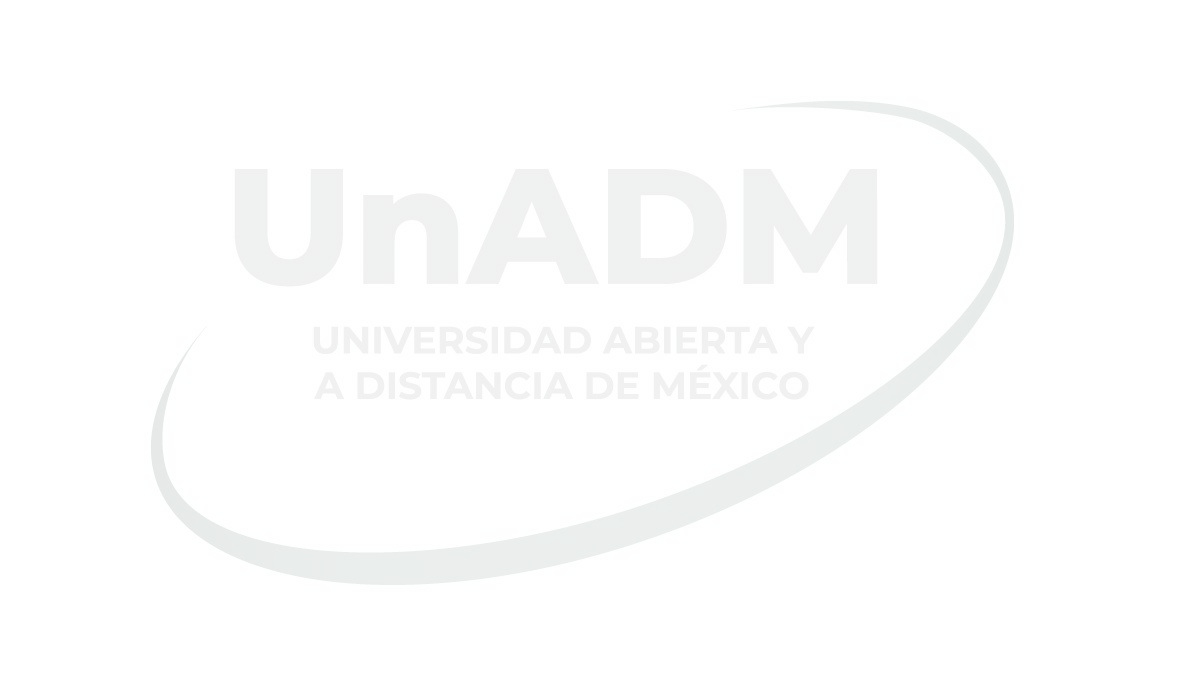 UnADM
UNIVERSIDAD ABIERTA Y
A DISTANCIA DE MÉXICO